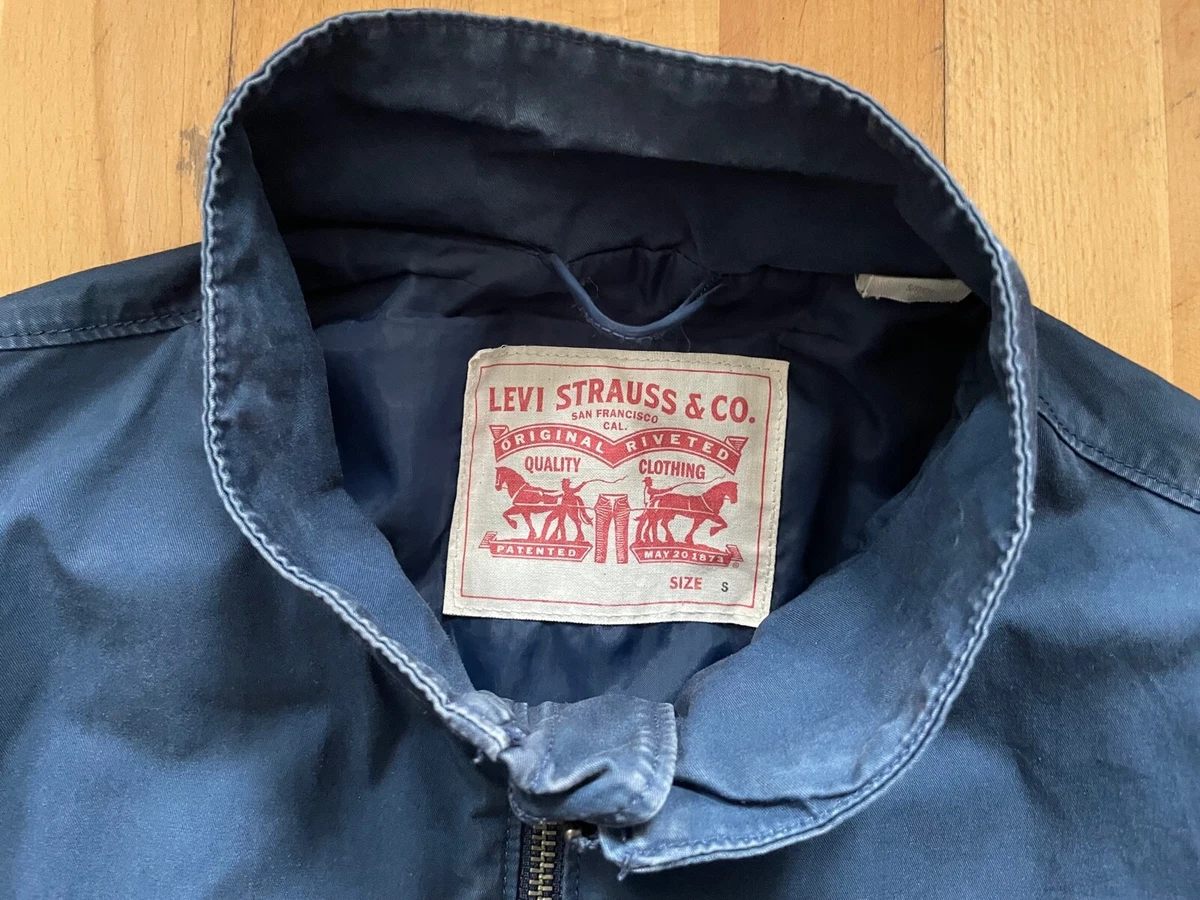 LEVI STRAUSS & CO.
SAN FRANCISCO
CAL.
ORIGINAL RIVETED
QUALITY CLOTHING
PATENTED MAY 20 1873
®
SIZE S